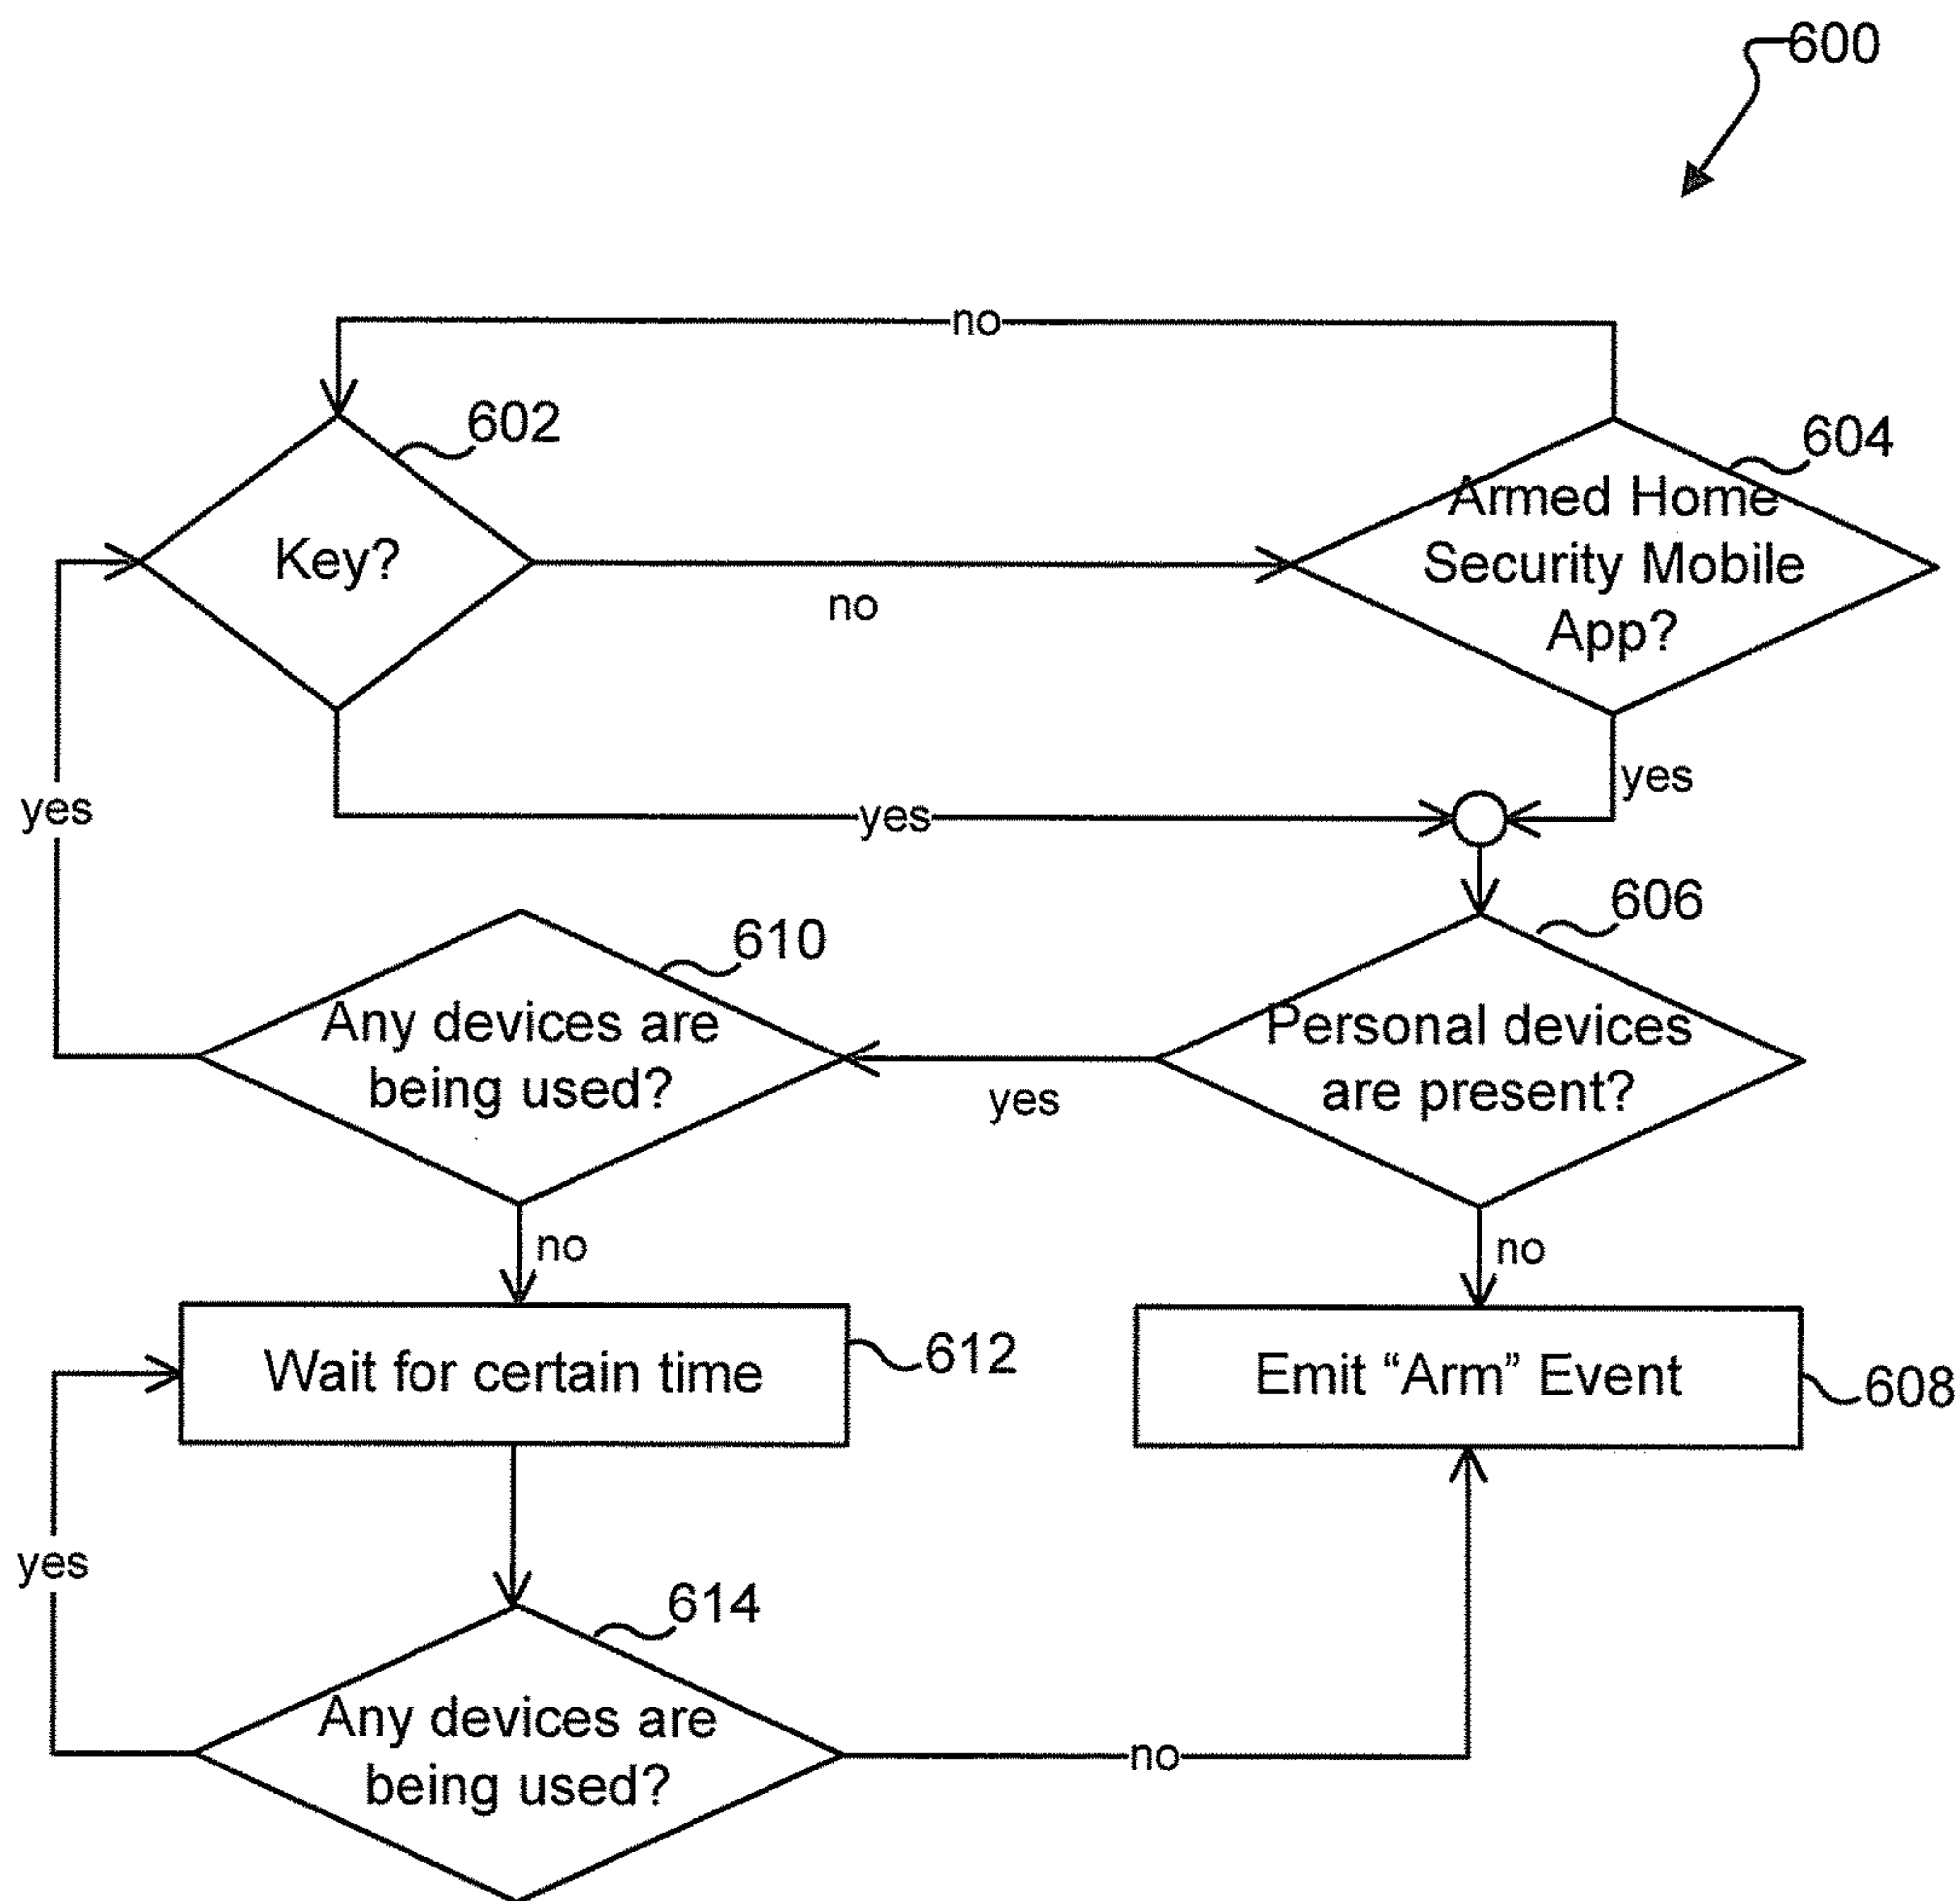 600
no
602
604
Key?
Armed Home
Security Mobile
App?
no
yes
yes
yes
606
610
Any devices are
being used?
Personal devices
are present?
yes
no
no
Wait for certain time
612
Emit “Arm” Event
608
yes
614
Any devices are
being used?
no